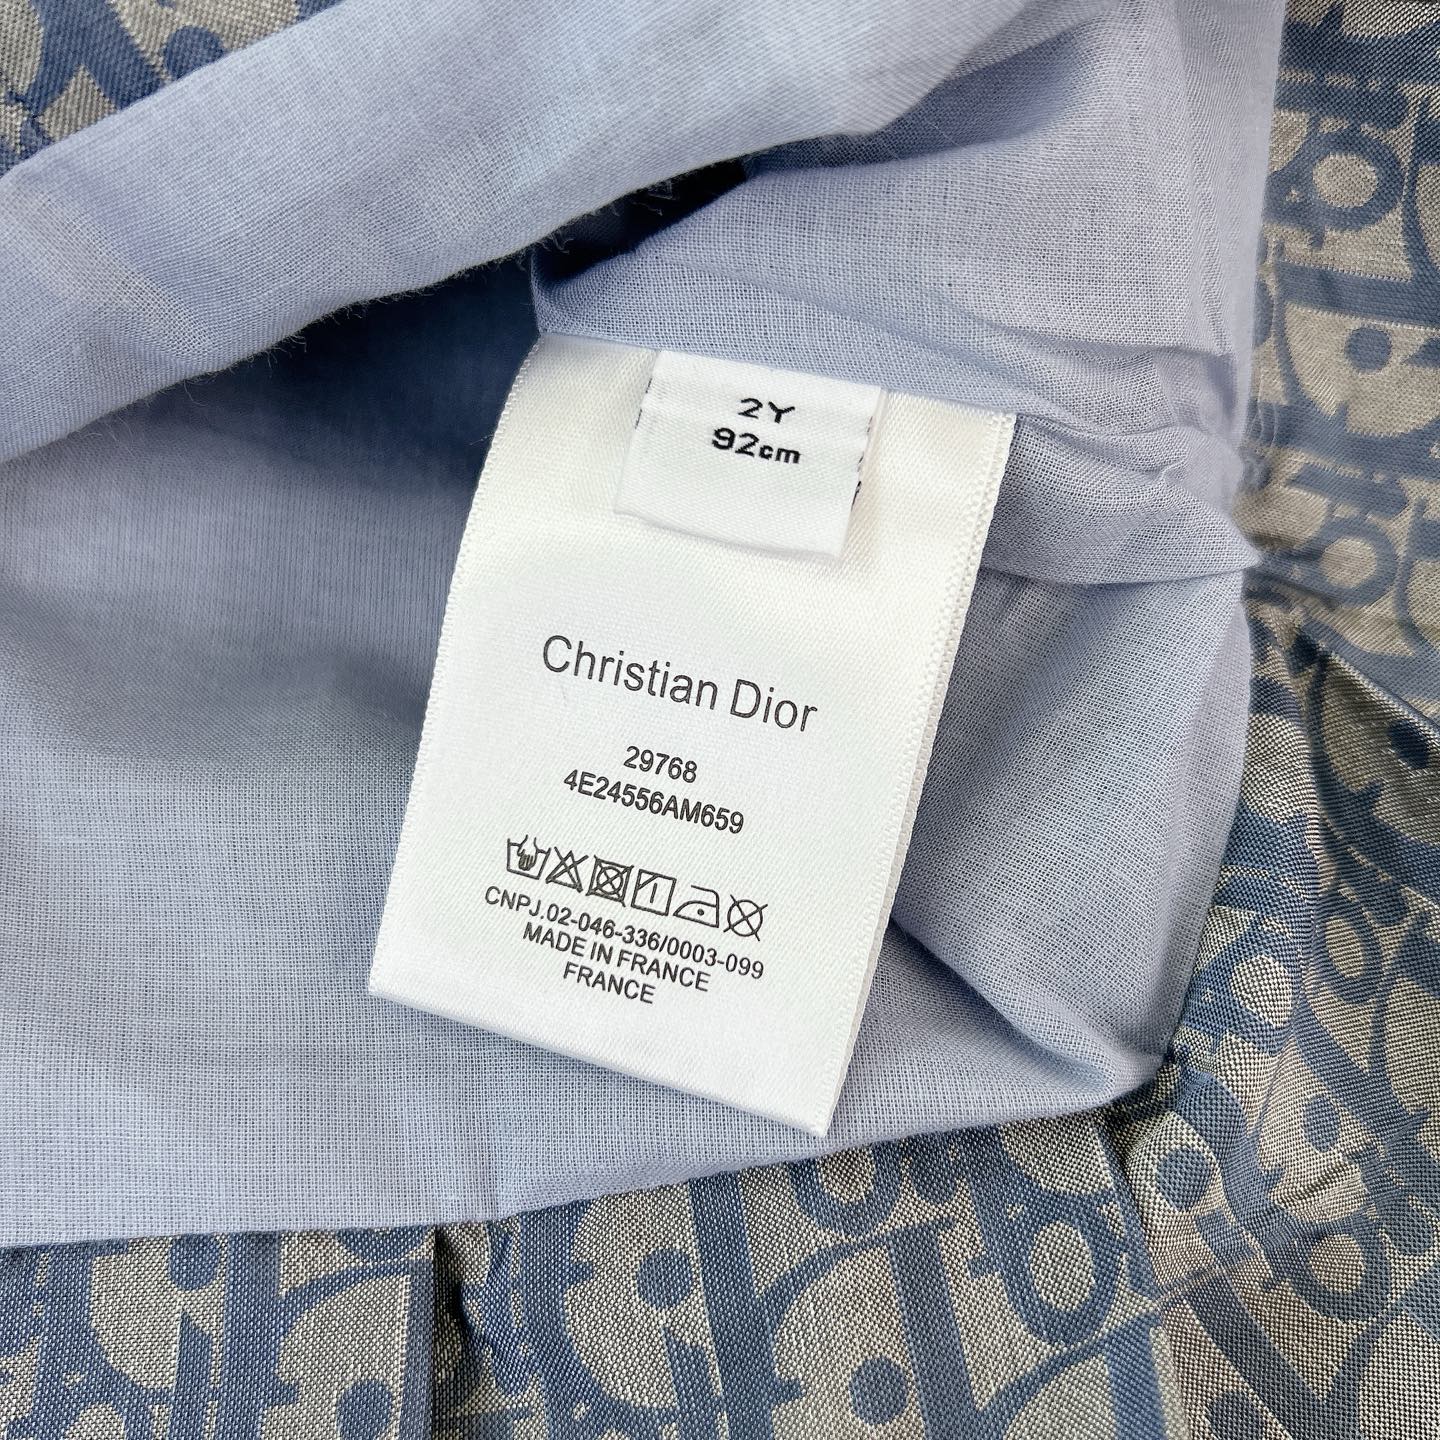 2Y
92cm
Christian Dior
29768
4E24556AM659
CNPJ.02-046-336/0003-099
MADE IN FRANCE
FRANCE